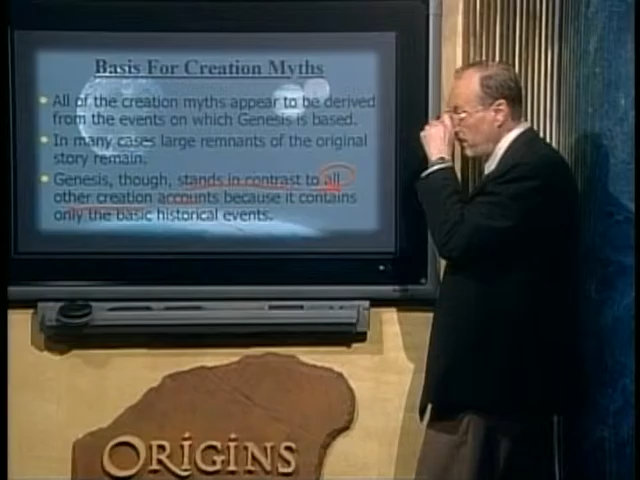 Basis For Creation Myths
All of the creation myths appear to be derived
from the events on which Genesis is based.
In many cases large remnants of the original
story remain.
Genesis, though, stands in contrast to all
other creation accounts because it contains
only the basic historical events.
ORIGINS